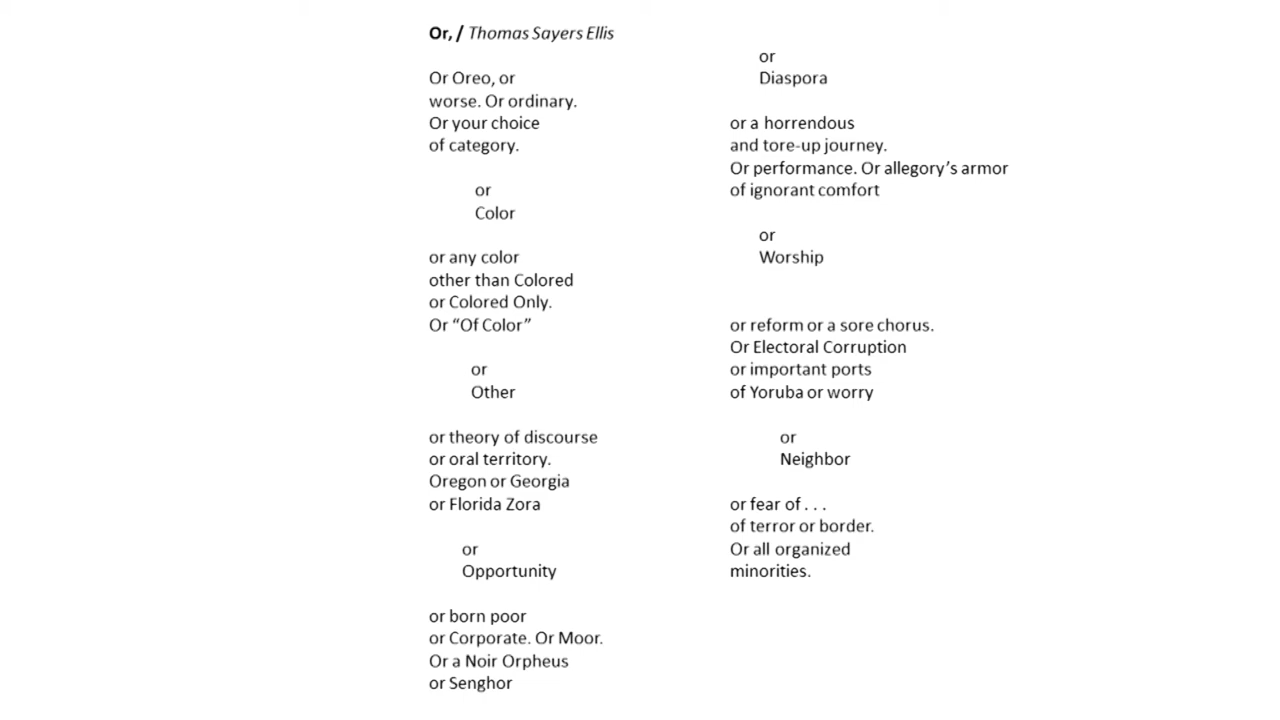 Or, / Thomas Sayers Ellis
Or Oreo, or
worse. Or ordinary.
Or your choice
of category.
or
Color
or any color
other than Colored
or Colored Only.
Or “Of Color”
or
Other
or theory of discourse
or oral territory.
Oregon or Georgia
or Florida Zora
or
Opportunity
or born poor
or Corporate. Or Moor.
Or a Noir Orpheus
or Senghor
or
Diaspora
or a horrendous
and tore-up journey.
Or performance. Or allegory’s armor
of ignorant comfort
or
Worship
or reform or a sore chorus.
Or Electoral Corruption
or important ports
of Yoruba or worry
or
Neighbor
or fear of . . .
of terror or border.
Or all organized
minorities.